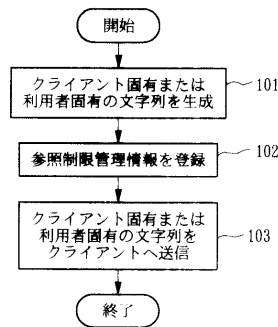 開始
クライアント固有または
利用者固有の文字列を生成
101
参照制限管理情報を登録
102
クライアント固有または
利用者固有の文字列を
クライアントへ送信
103
終了